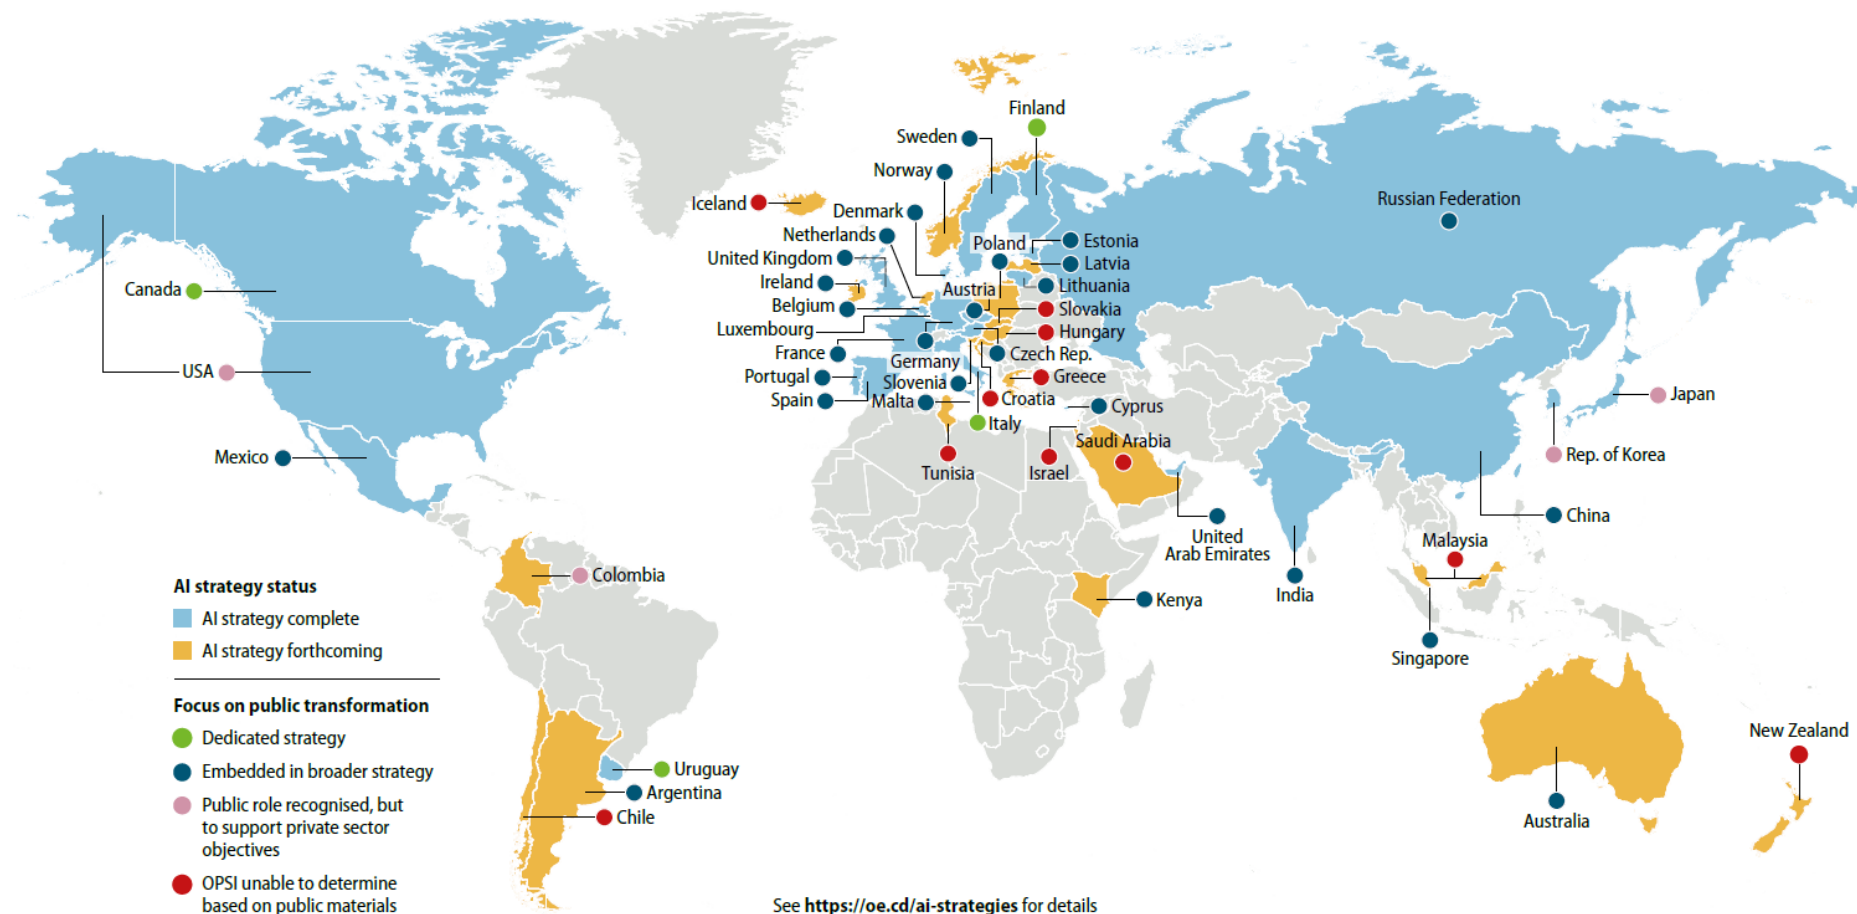 Finland
Sweden
Norway
Russian Federation
Iceland
Denmark
Netherlands
Poland
Estonia
United Kingdom
Latvia
Ireland
Austria
Lithuania
Canada
Belgium
Slovakia
Luxembourg
Hungary
France
Germany
Czech Rep.
USA
Portugal
Slovenia
Greece
Spain
Malta
Croatia
Cyprus
Japan
Italy
Saudi Arabia
Mexico
Tunisia
Israel
Rep. of Korea
China
United
Arab Emirates
Malaysia
India
Colombia
Kenya
Singapore
AI strategy status
AI strategy complete
AI strategy forthcoming
Focus on public transformation
Dedicated strategy
Embedded in broader strategy
Public role recognised, but
to support private sector
objectives
OPSI unable to determine
based on public materials
Uruguay
Argentina
Chile
New Zealand
Australia
See https://oe.cd/ai-strategies for details